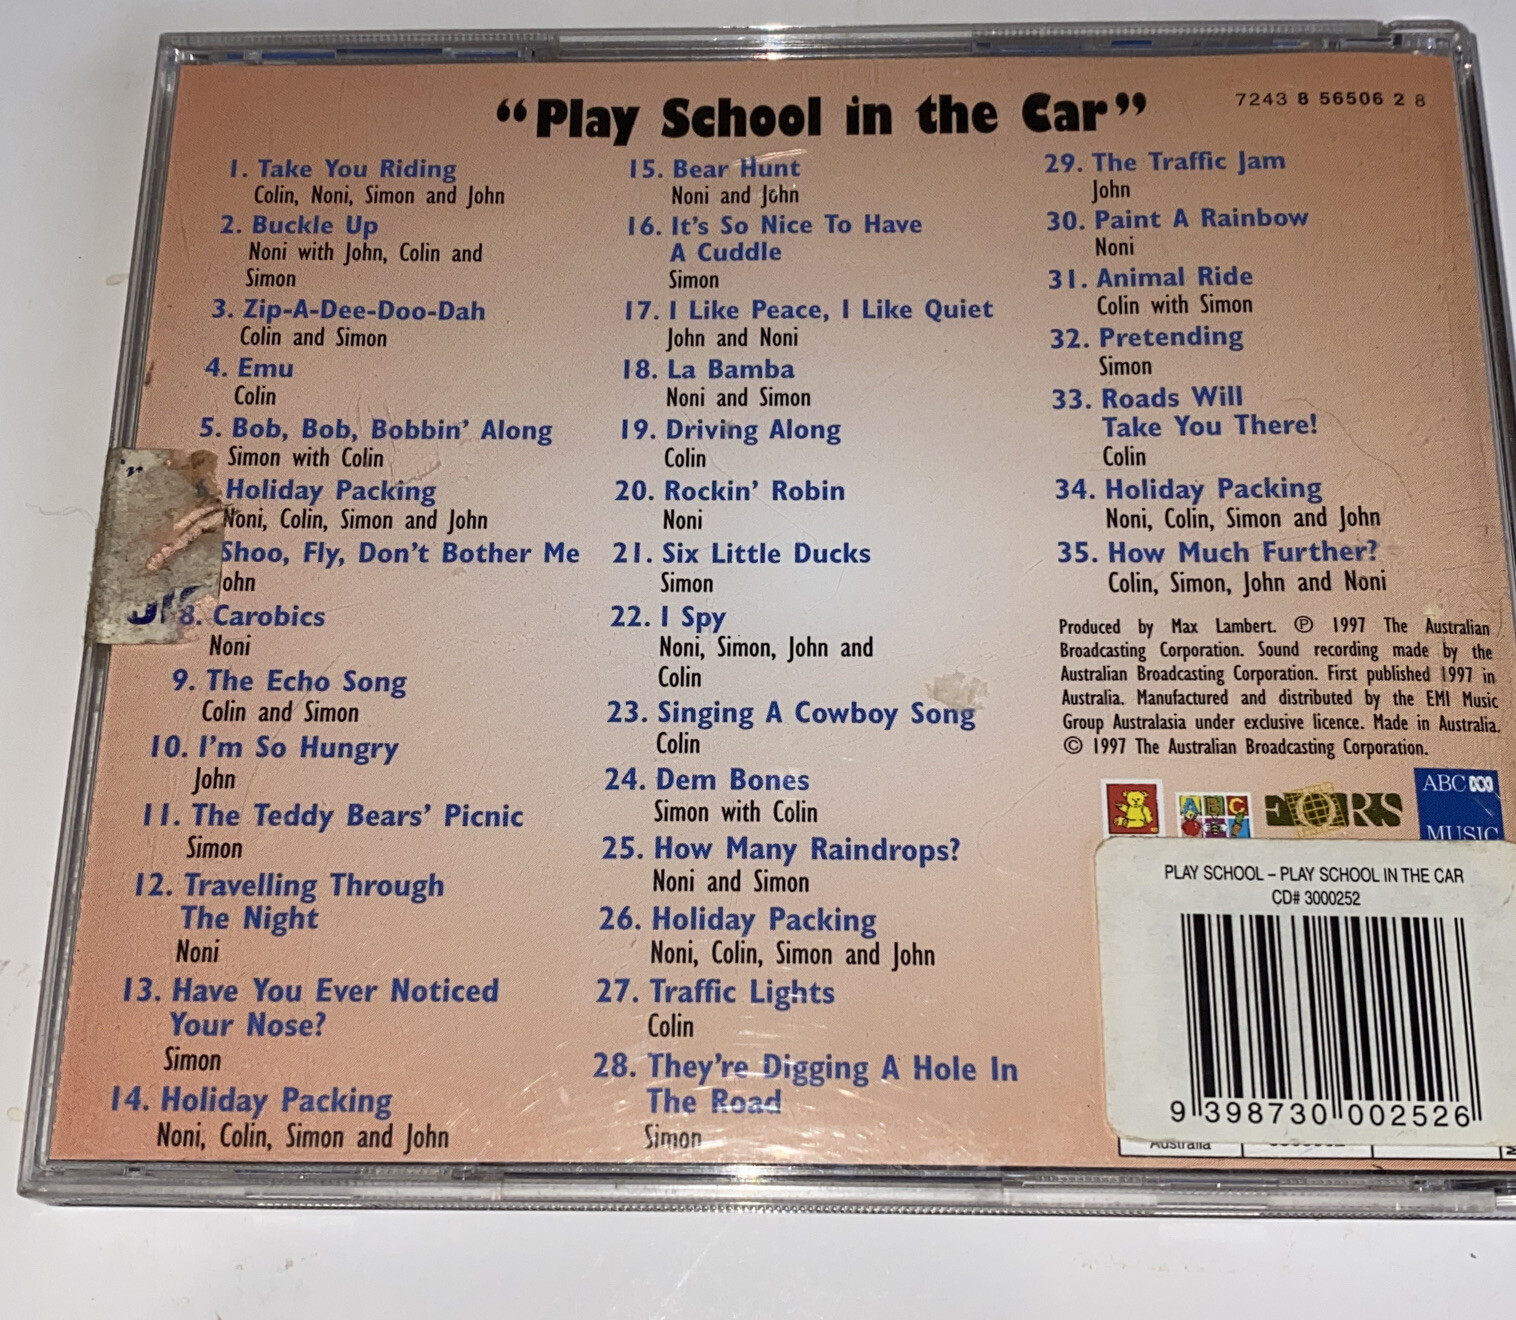 “Play School in the Car”
7243 8 56506 2 8
1. Take You Riding
Colin, Noni, Simon and John
2. Buckle Up
Noni with John, Colin and
Simon
3. Zip-A-Dee-Doo-Dah
Colin and Simon
4. Emu
Colin
5. Bob, Bob, Bobbin’ Along
Simon with Colin
Holiday Packing
Noni, Colin, Simon and John
Shoo, Fly, Don’t Bother Me
ohn
8. Carobics
Noni
9. The Echo Song
Colin and Simon
10. I’m So Hungry
John
11. The Teddy Bears’ Picnic
Simon
12. Travelling Through
The Night
Noni
13. Have You Ever Noticed
Your Nose?
Simon
14. Holiday Packing
Noni, Colin, Simon and John
15. Bear Hunt
Noni and John
16. It’s So Nice To Have
A Cuddle
Simon
17. I Like Peace, I Like Quiet
John and Noni
18. La Bamba
Noni and Simon
19. Driving Along
Colin
20. Rockin’ Robin
Noni
21. Six Little Ducks
Simon
22. I Spy
Noni, Simon, John and
Colin
23. Singing A Cowboy Song
Colin
24. Dem Bones
Simon with Colin
25. How Many Raindrops?
Noni and Simon
26. Holiday Packing
Noni, Colin, Simon and John
27. Traffic Lights
Colin
28. They’re Digging A Hole In
The Road
Simon
29. The Traffic Jam
John
30. Paint A Rainbow
Noni
31. Animal Ride
Colin with Simon
32. Pretending
Simon
33. Roads Will
Take You There!
Colin
34. Holiday Packing
Noni, Colin, Simon and John
35. How Much Further?
Colin, Simon, John and Noni
Produced by Max Lambert. ℗ 1997 The Australian
Broadcasting Corporation. Sound recording made by the
Australian Broadcasting Corporation. First published 1997 in
Australia. Manufactured and distributed by the EMI Music
Group Australasia under exclusive licence. Made in Australia.
© 1997 The Australian Broadcasting Corporation.
ABC
ABC
MUSIC
PLAY SCHOOL – PLAY SCHOOL IN THE CAR
CD# 3000252
9 398730 002526
Australia